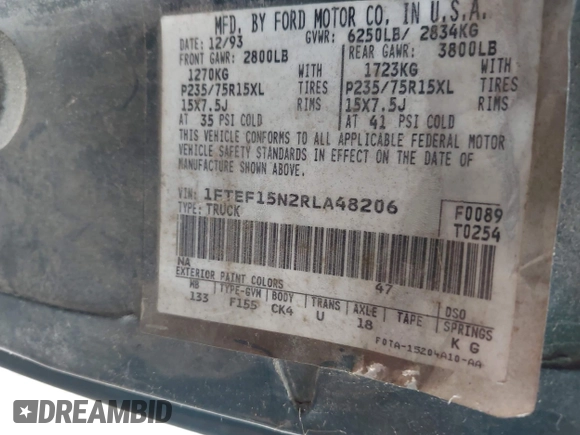 MFD. BY FORD MOTOR CO. IN U.S.A.
DATE: 12/93 GVWR: 6250LB/ 2834KG
FRONT GAWR: 2800LB REAR GAWR: 3800LB
1270KG WITH 1723KG WITH
P235/75R15XL TIRES P235/75R15XL TIRES
15X7.5J RIMS 15X7.5J RIMS
AT 35 PSI COLD AT 41 PSI COLD
THIS VEHICLE CONFORMS TO ALL APPLICABLE FEDERAL MOTOR
VEHICLE SAFETY STANDARDS IN EFFECT ON THE DATE OF
MANUFACTURE SHOWN ABOVE.
VIN: 1FTEF15N2RLA48206 F0089
TYPE: TRUCK T0254
NA 47
EXTERIOR PAINT COLORS DSO
WB TYPE-GVM BODY TRANS AXLE TAPE SPRINGS
133 F155 CK4 U 18 K G
F0TA-15Z04A10-AA
DREAMBID